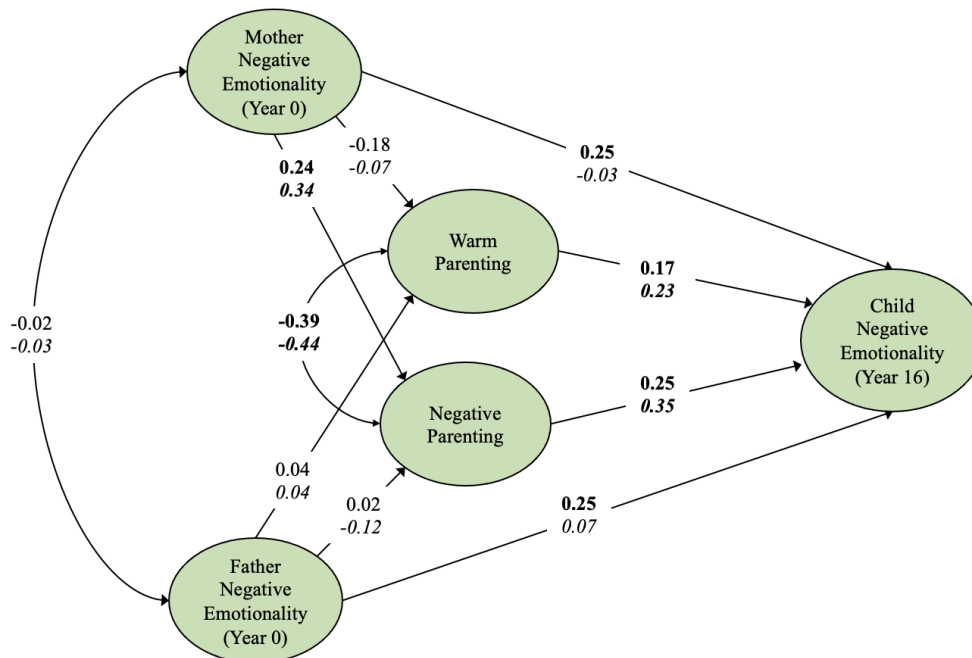 Mother
Negative
Emotionality
(Year 0)
-0.18
-0.07
0.25
-0.03
0.24
0.34
Warm
Parenting
0.17
0.23
Child
Negative
Emotionality
(Year 16)
-0.02
-0.03
-0.39
-0.44
0.25
0.35
Negative
Parenting
0.04
0.04
0.02
-0.12
0.25
0.07
Father
Negative
Emotionality
(Year 0)